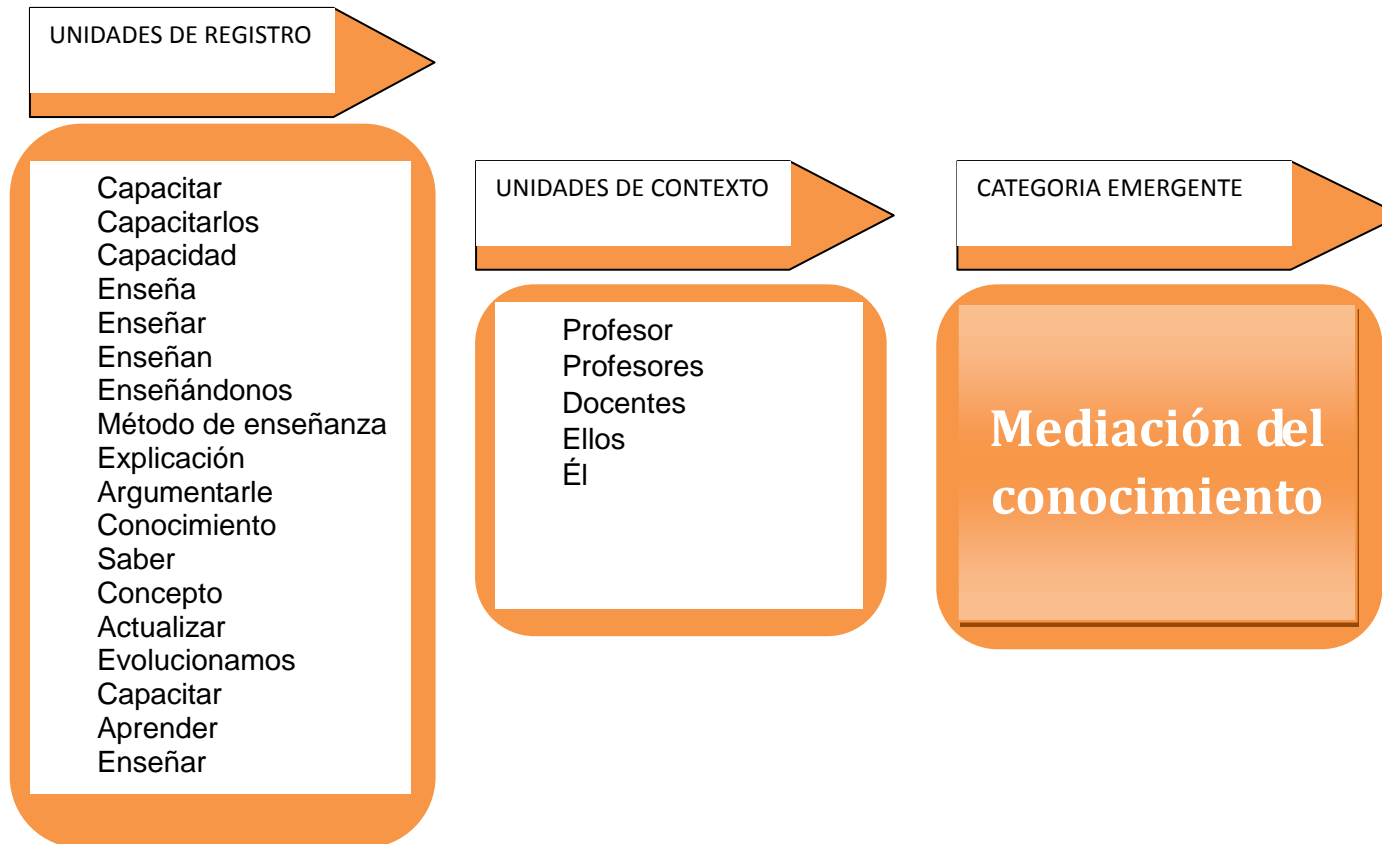 UNIDADES DE REGISTRO
Capacitar
Capacitarlos
Capacidad
Enseña
Enseñar
Enseñan
Enseñándonos
Método de enseñanza
Explicación
Argumentarle
Conocimiento
Saber
Concepto
Actualizar
Evolucionamos
Capacitar
Aprender
Enseñar
UNIDADES DE CONTEXTO
Profesor
Profesores
Docentes
Ellos
Él
CATEGORIA EMERGENTE
Mediación del
conocimiento